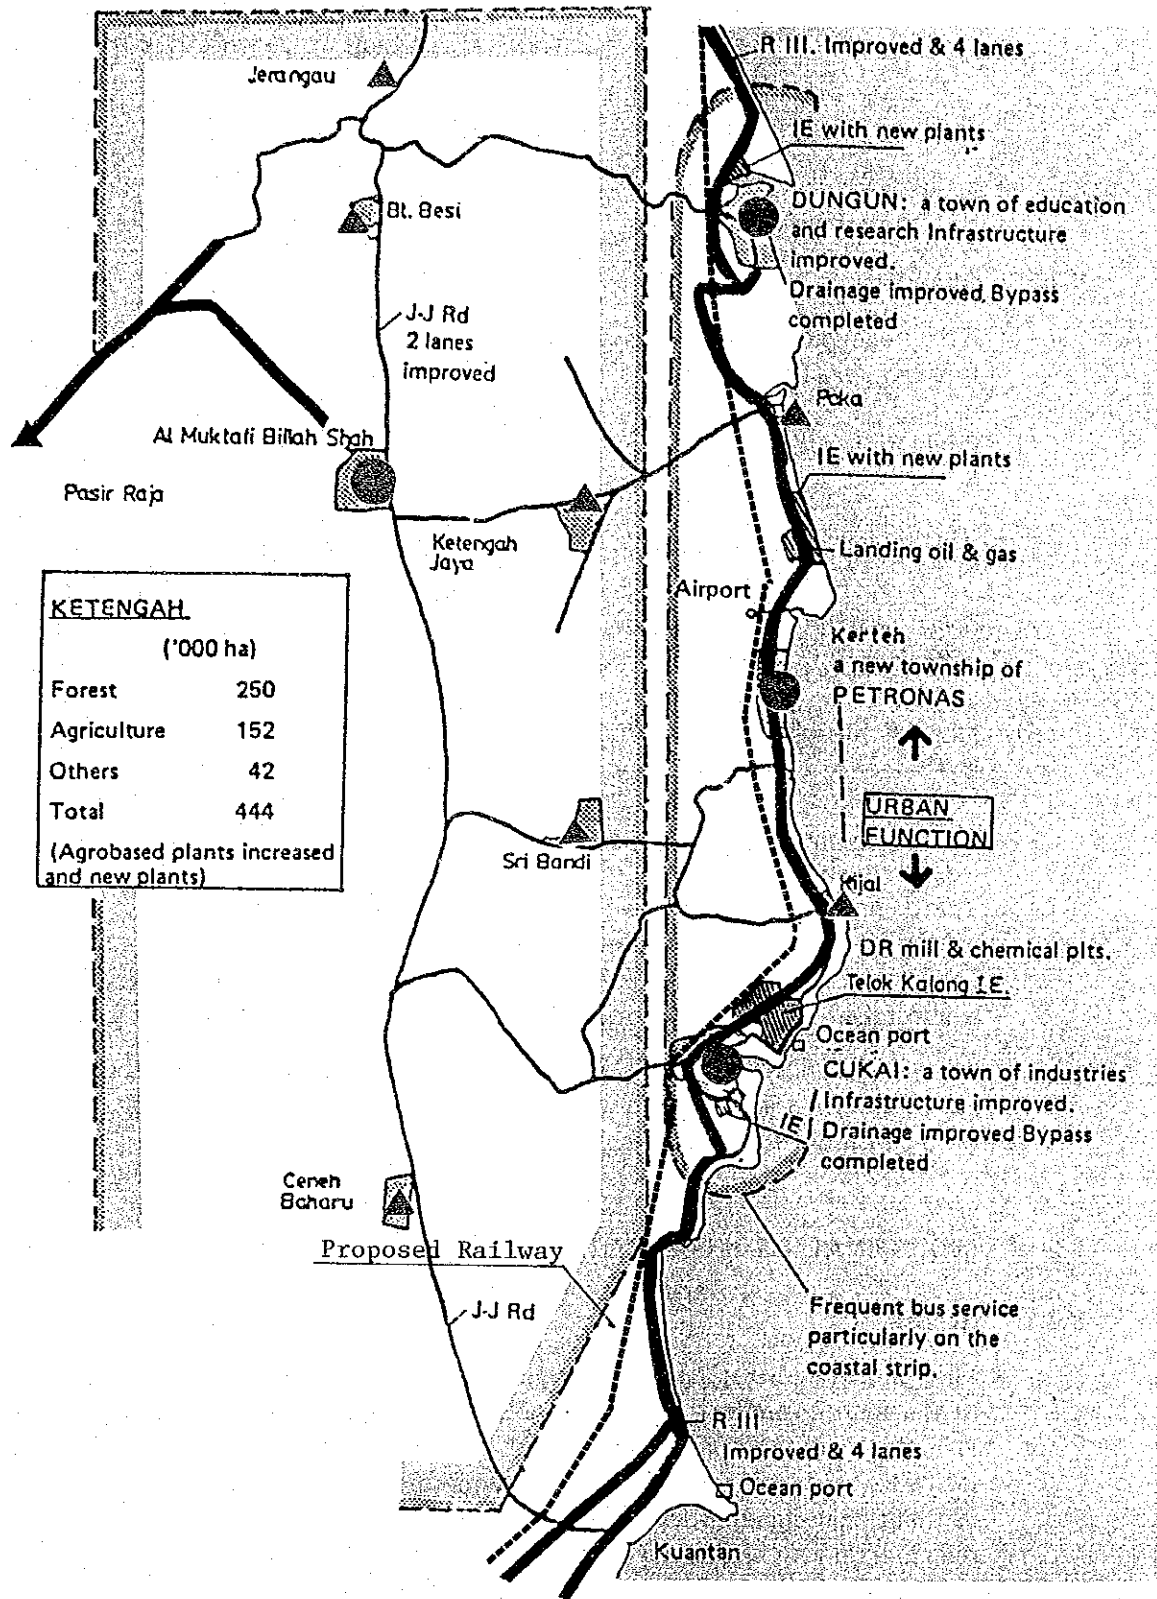 R III. Improved & 4 lanes
Jerangau
IE with new plants
Bt. Besi
DUNGUN: a town of education
and research Infrastructure
improved.
Drainage improved. Bypass
completed
J-J Rd
2 lanes
improved
Paka
Al Muktafi Billah Shah
IE with new plants
Pasir Raja
Ketengah
Jaya
Landing oil & gas
Airport
KETENGAH
('000 ha)
Forest 250
Agriculture 152
Others 42
Total 444
(Agrobased plants increased
and new plants)
Kerteh
a new township of
PETRONAS
URBAN
FUNCTION
Sri Bandi
Kijal
DR mill & chemical plts.
Telok Kalong I.E.
Ocean port
CUKAI: a town of industries
Infrastructure improved.
IE
Drainage improved Bypass
completed
Ceneh
Baharu
Proposed Railway
J-J Rd
Frequent bus service
particularly on the
coastal strip.
R III
Improved & 4 lanes
Ocean port
Kuantan